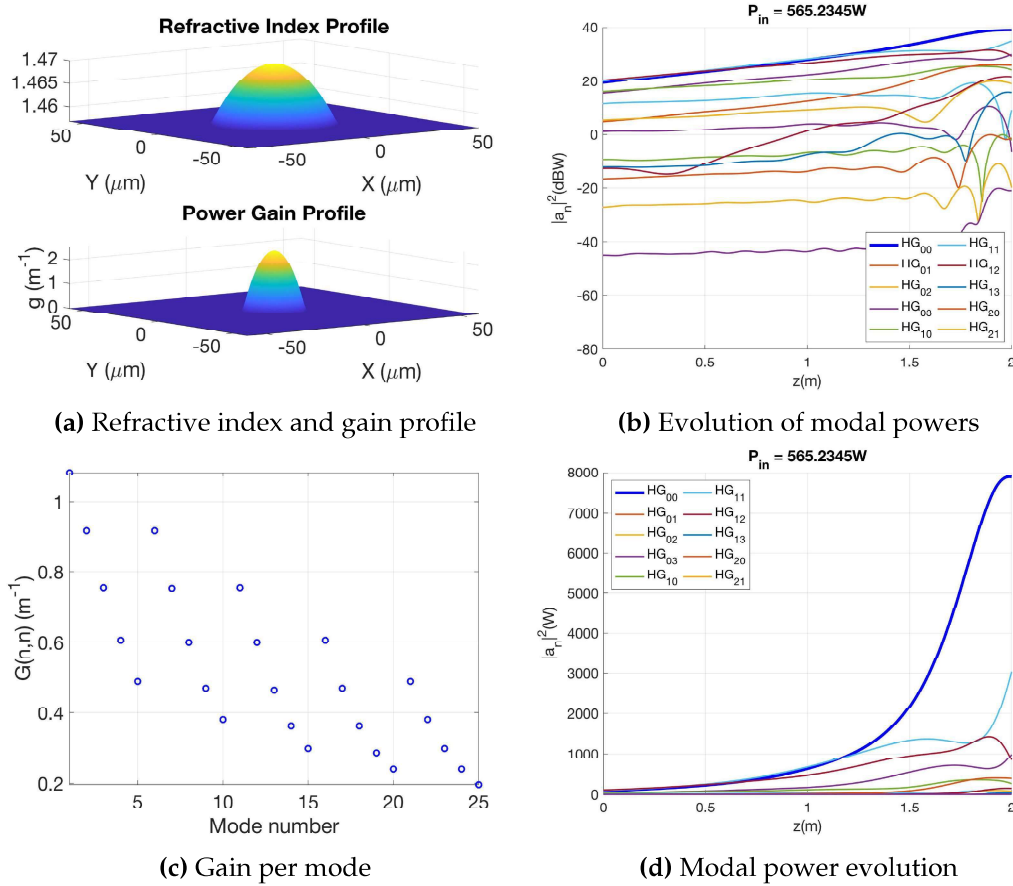 Refractive Index Profile
1.47
1.465
1.46
50
0
-50
-50
0
50
Y (μm)
X (μm)
Power Gain Profile
g (m⁻¹)
2
1
0
50
0
-50
-50
0
50
Y (μm)
X (μm)
(a) Refractive index and gain profile
P_in = 565.2345W
|a_n|²(dBW)
40
20
0
-20
-40
-60
-80
HG₀₀ HG₁₁
HG₀₁ HG₁₂
HG₀₂ HG₁₃
HG₀₃ HG₂₀
HG₁₀ HG₂₁
0 0.5 1 1.5 2
z(m)
(b) Evolution of modal powers
G(n,n) (m⁻¹)
1
0.8
0.6
0.4
0.2
5 10 15 20 25
Mode number
(c) Gain per mode
P_in = 565.2345W
|a_n|²(W)
8000
7000
6000
5000
4000
3000
2000
1000
0
HG₀₀ HG₁₁
HG₀₁ HG₁₂
HG₀₂ HG₁₃
HG₀₃ HG₂₀
HG₁₀ HG₂₁
0 0.5 1 1.5 2
z(m)
(d) Modal power evolution